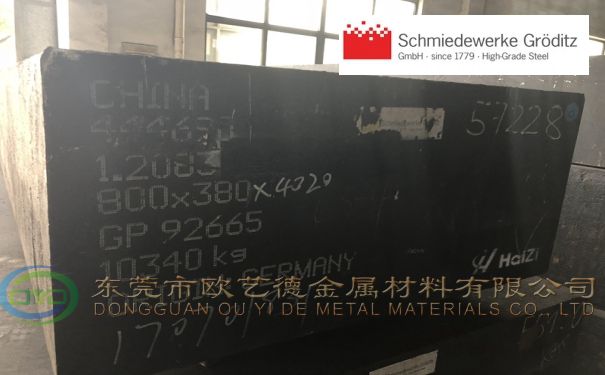 Schmiedewerke Gröditz
GmbH · since 1779 · High-Grade Steel
CHINA
57228
1.2083
800x380x4020
GP 92665
10340 kg
GERMANY
HaiZi
OYD
东莞市欧艺德金属材料有限公司
DONGGUAN OU YI DE METAL MATERIALS CO., LTD